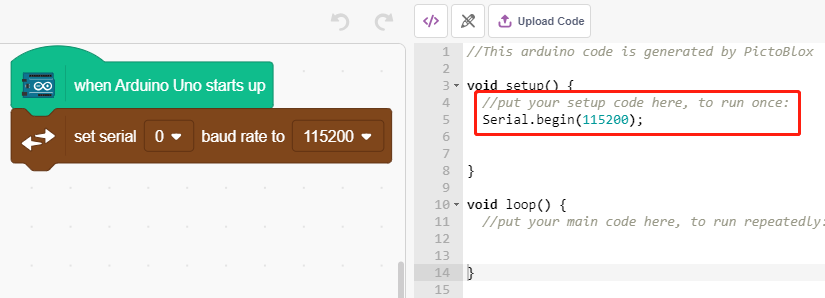 Upload Code
when Arduino Uno starts up
set serial 0 baud rate to 115200
1 //This arduino code is generated by PictoBlox
2
3 void setup() {
4 //put your setup code here, to run once:
5 Serial.begin(115200);
6
7
8 }
9
10 void loop() {
11 //put your main code here, to run repeatedly:
12
13
14 }
15